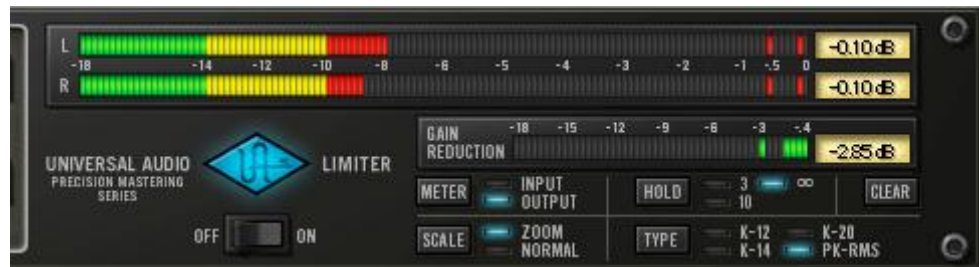 L
-18 -14 -12 -10 -8 -6 -5 -4 -3 -2 -1 -.5 0
-0.10 dB
R
-0.10 dB
GAIN REDUCTION
-18 -15 -12 -9 -6 -3 -.4
-2.85 dB
UNIVERSAL AUDIO
PRECISION MASTERING
SERIES
LIMITER
OFF ON
METER
INPUT
OUTPUT
HOLD
3 ∞
10
CLEAR
SCALE
ZOOM
NORMAL
TYPE
K-12 K-20
K-14 PK-RMS